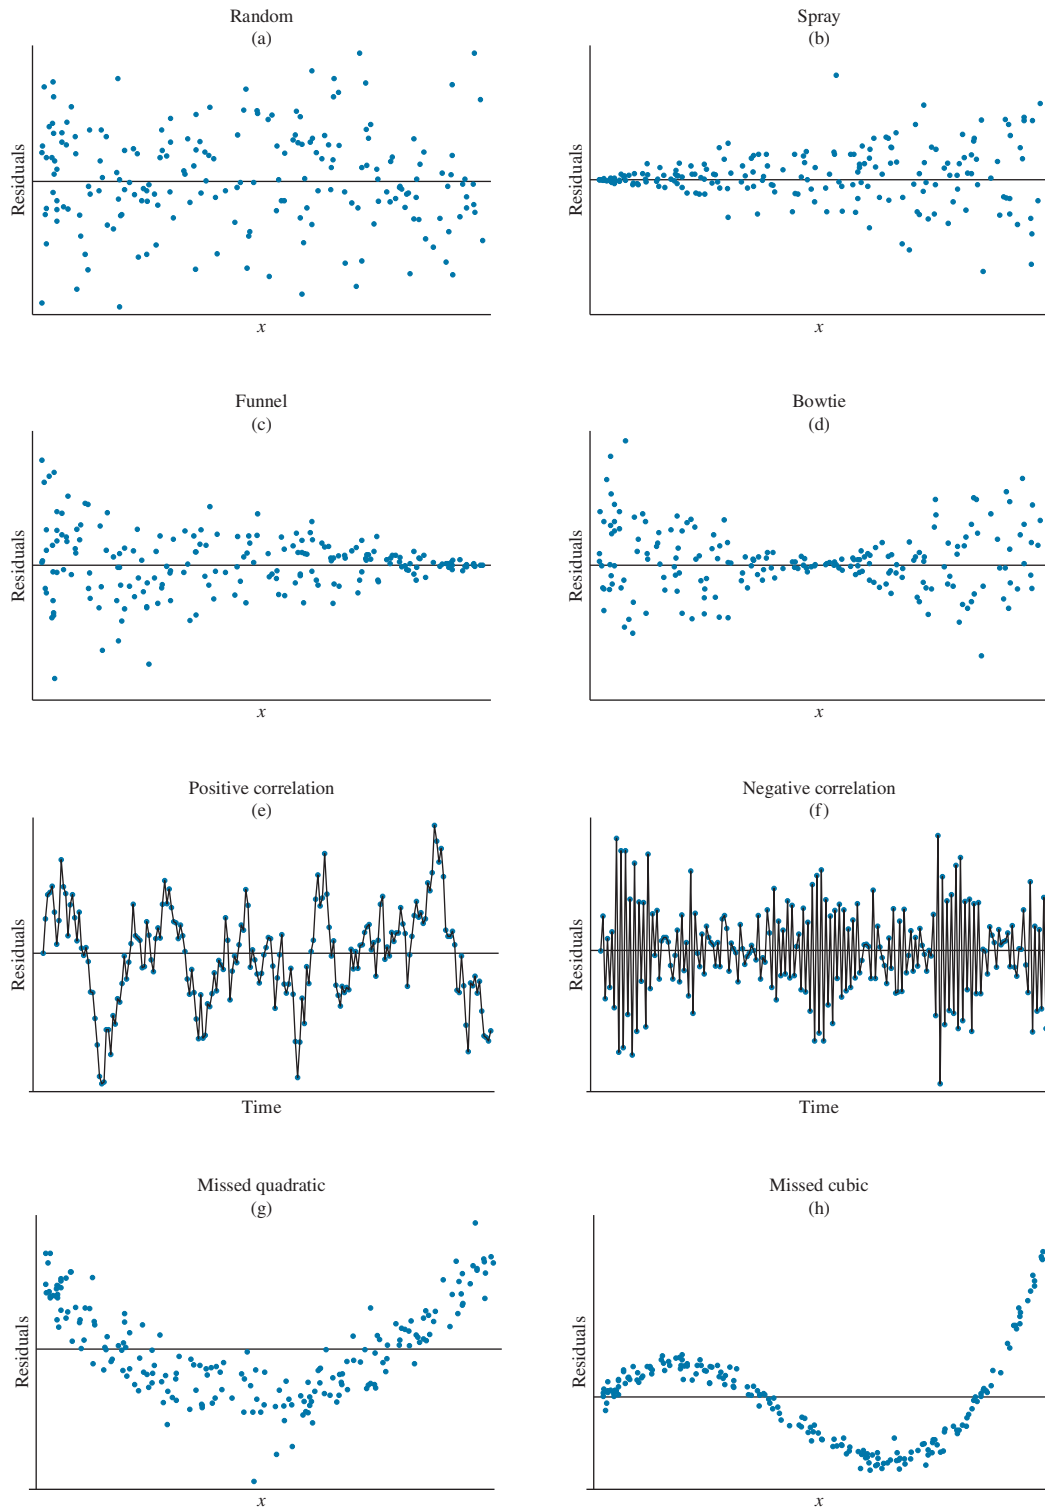 Random
(a)
Residuals
x
Spray
(b)
Residuals
x
Funnel
(c)
Residuals
x
Bowtie
(d)
Residuals
x
Positive correlation
(e)
Residuals
Time
Negative correlation
(f)
Residuals
Time
Missed quadratic
(g)
Residuals
x
Missed cubic
(h)
Residuals
x